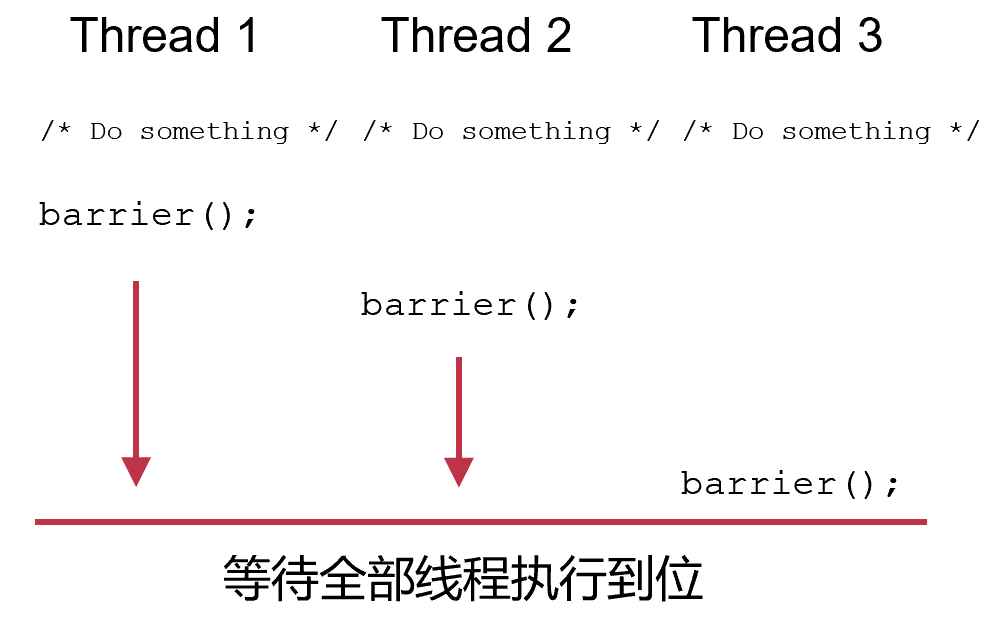 Thread 1 Thread 2 Thread 3
/* Do something */ /* Do something */ /* Do something */
barrier();
barrier();
barrier();
等待全部线程执行到位